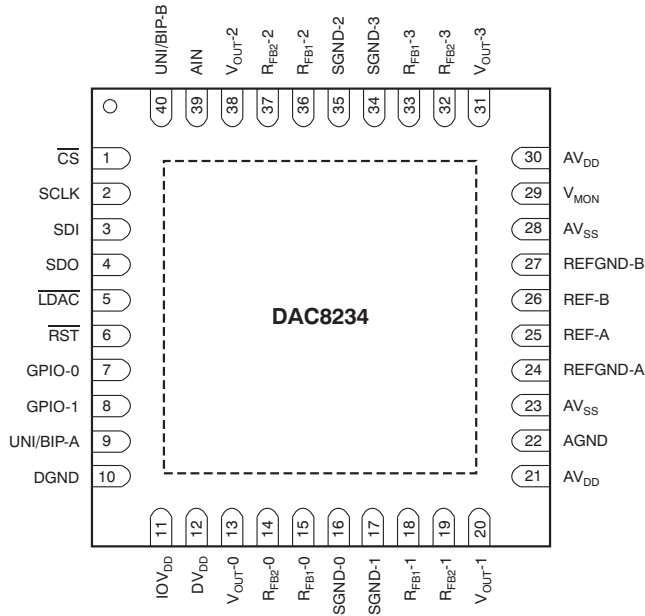 UNI/BIP-B AIN VOUT-2 RFB2-2 RFB1-2 SGND-2 SGND-3 RFB1-3 RFB2-3 VOUT-3
40 39 38 37 36 35 34 33 32 31
CS 1 30 AVDD
SCLK 2 29 VMON
SDI 3 28 AVSS
SDO 4 27 REFGND-B
LDAC 5 26 REF-B
DAC8234
RST 6 25 REF-A
GPIO-0 7 24 REFGND-A
GPIO-1 8 23 AVSS
UNI/BIP-A 9 22 AGND
DGND 10 21 AVDD
11 12 13 14 15 16 17 18 19 20
IOVDD DVDD VOUT-0 RFB2-0 RFB1-0 SGND-0 SGND-1 RFB1-1 RFB2-1 VOUT-1